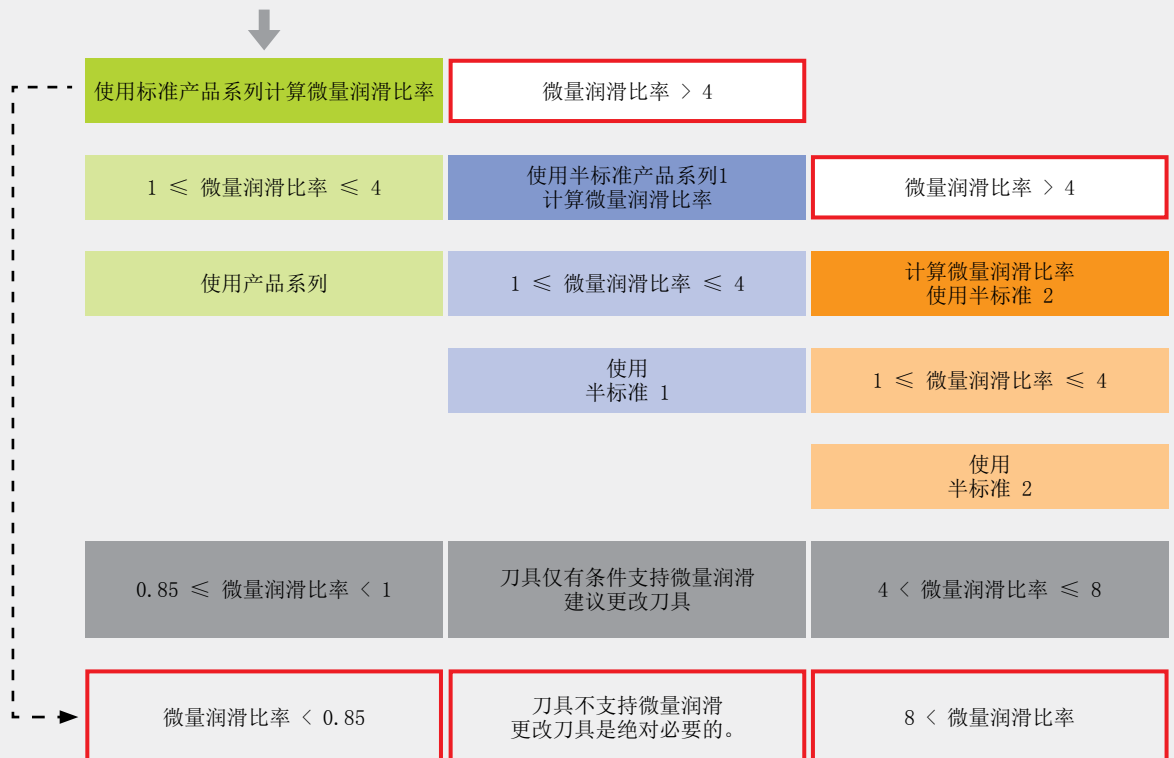 使用标准产品系列计算微量润滑比率
微量润滑比率 > 4
1 ≤ 微量润滑比率 ≤ 4
使用半标准产品系列1
计算微量润滑比率
微量润滑比率 > 4
使用产品系列
1 ≤ 微量润滑比率 ≤ 4
计算微量润滑比率
使用半标准 2
使用
半标准 1
1 ≤ 微量润滑比率 ≤ 4
使用
半标准 2
0.85 ≤ 微量润滑比率 < 1
刀具仅有条件支持微量润滑
建议更改刀具
4 < 微量润滑比率 ≤ 8
微量润滑比率 < 0.85
刀具不支持微量润滑
更改刀具是绝对必要的。
8 < 微量润滑比率